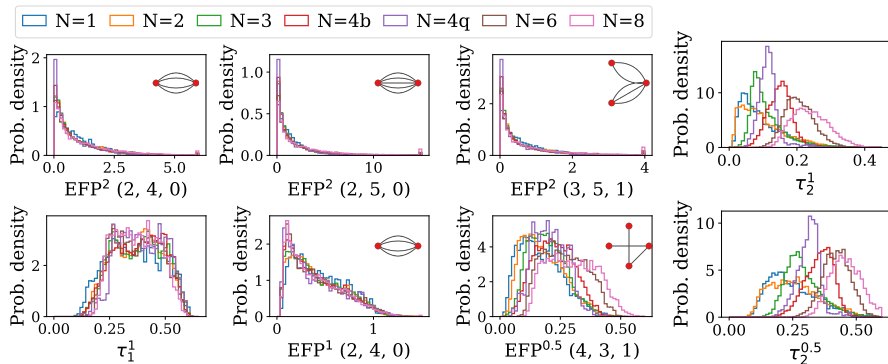 N=1 N=2 N=3 N=4b N=4q N=6 N=8
Prob. density
0 1 2
0.0 2.5 5.0
EFP² (2, 4, 0)
Prob. density
0.0 0.5 1.0
0 10
EFP² (2, 5, 0)
Prob. density
0 2
0 2 4
EFP² (3, 5, 1)
Prob. density
0 10
0.0 0.2 0.4
τ₂¹
Prob. density
0 2
0.00 0.25 0.50
τ₁¹
Prob. density
0 1 2
0 1
EFP¹ (2, 4, 0)
Prob. density
0 2 4
0.00 0.25 0.50
EFP⁰·⁵ (4, 3, 1)
Prob. density
0 5 10
0.00 0.25 0.50
τ₂⁰·⁵